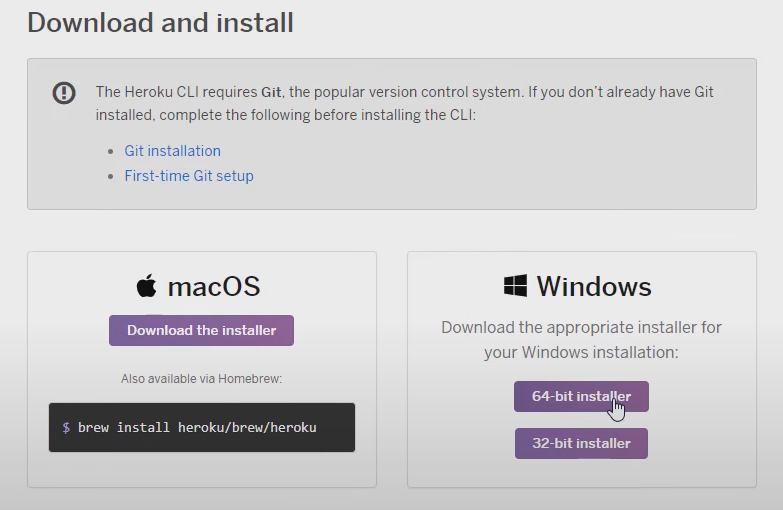 Download and install
The Heroku CLI requires Git, the popular version control system. If you don't already have Git
installed, complete the following before installing the CLI:
Git installation
First-time Git setup
macOS
Download the installer
Also available via Homebrew:
$ brew install heroku/brew/heroku
Windows
Download the appropriate installer for
your Windows installation:
64-bit installer
32-bit installer